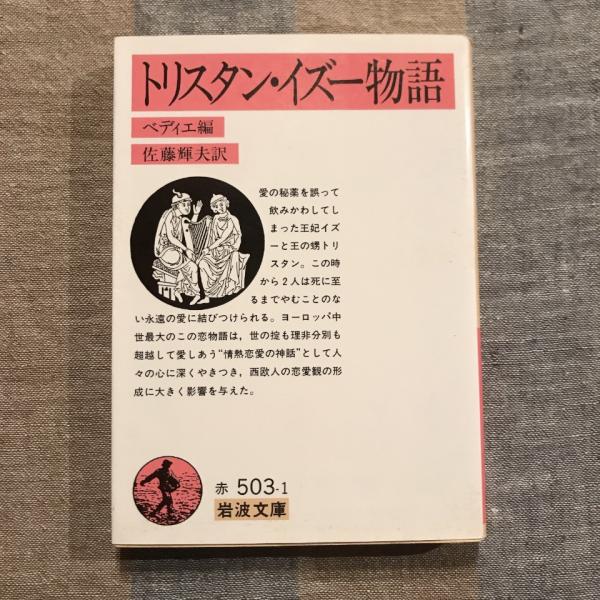 トリスタン・イズー物語
ベディエ編
佐藤輝夫訳
愛の秘薬を誤って
飲みかわしてし
まった王妃イズ
ーと王の甥トリ
スタン。この時
から2人は死に至
るまでやむことのな
い永遠の愛に結びつけられる。ヨーロッパ中
世最大のこの恋物語は，世の掟も理非分別も
超越して愛しあう“情熱恋愛の神話”として人
々の心に深くやきつき，西欧人の恋愛観の形
成に大きく影響を与えた。
赤 503-1
岩波文庫